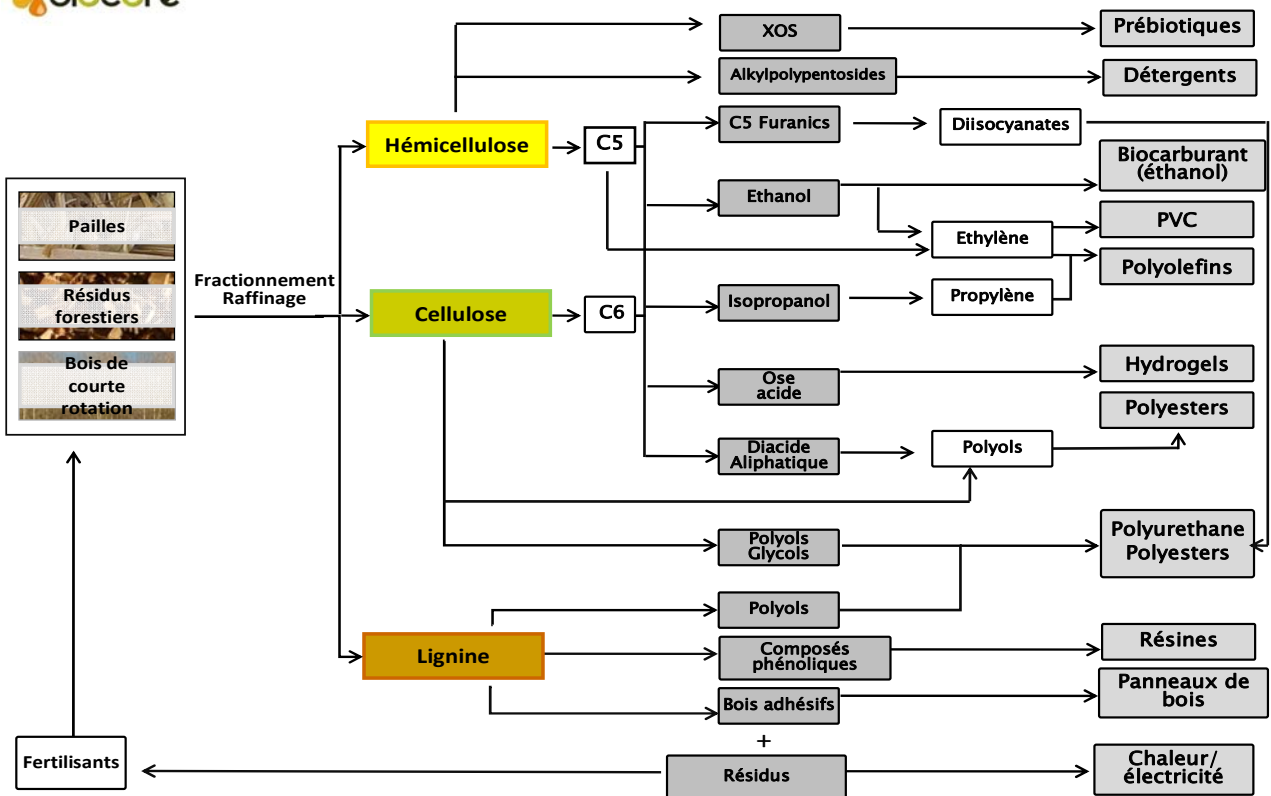 XOS
Prébiotiques
Alkylpolypentosides
Détergents
C5 Furanics
Diisocyanates
Hémicellulose
C5
Biocarburant
(éthanol)
Ethanol
Pailles
PVC
Ethylène
Fractionnement
Raffinage
Polyolefins
Résidus
forestiers
Isopropanol
Propylène
Cellulose
C6
Bois de
courte
rotation
Hydrogels
Ose
acide
Polyesters
Diacide
Aliphatique
Polyols
Polyols
Glycols
Polyurethane
Polyesters
Polyols
Lignine
Composés
phénoliques
Résines
Bois adhésifs
Panneaux de
bois
+
Fertilisants
Résidus
Chaleur/
électricité